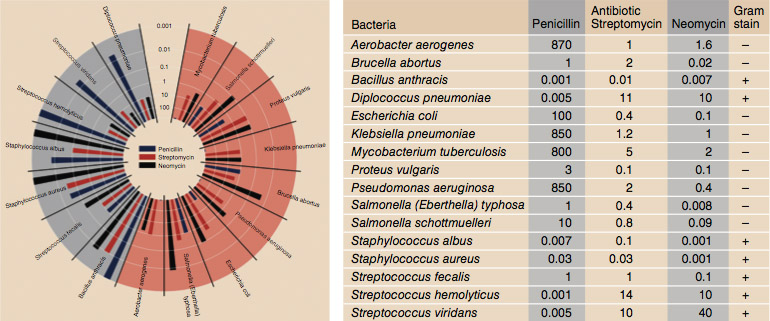 0.001
0.01
0.1
1
10
100
Mycobacterium tuberculosis
Salmonella schottmuelleri
Proteus vulgaris
Klebsiella pneumoniae
Brucella abortus
Pseudomonas aeruginosa
Escherichia coli
Salmonella (Eberthella)
typhosa
Aerobacter aerogenes
Bacillus anthracis
Streptococcus fecalis
Staphylococcus aureus
Staphylococcus albus
Streptococcus hemolyticus
Streptococcus viridans
Diplococcus pneumoniae
Penicillin
Streptomycin
Neomycin
Antibiotic Gram
Bacteria Penicillin Streptomycin Neomycin stain
Aerobacter aerogenes 870 1 1.6 –
Brucella abortus 1 2 0.02 –
Bacillus anthracis 0.001 0.01 0.007 +
Diplococcus pneumoniae 0.005 11 10 +
Escherichia coli 100 0.4 0.1 –
Klebsiella pneumoniae 850 1.2 1 –
Mycobacterium tuberculosis 800 5 2 –
Proteus vulgaris 3 0.1 0.1 –
Pseudomonas aeruginosa 850 2 0.4 –
Salmonella (Eberthella) typhosa 1 0.4 0.008 –
Salmonella schottmuelleri 10 0.8 0.09 –
Staphylococcus albus 0.007 0.1 0.001 +
Staphylococcus aureus 0.03 0.03 0.001 +
Streptococcus fecalis 1 1 0.1 +
Streptococcus hemolyticus 0.001 14 10 +
Streptococcus viridans 0.005 10 40 +